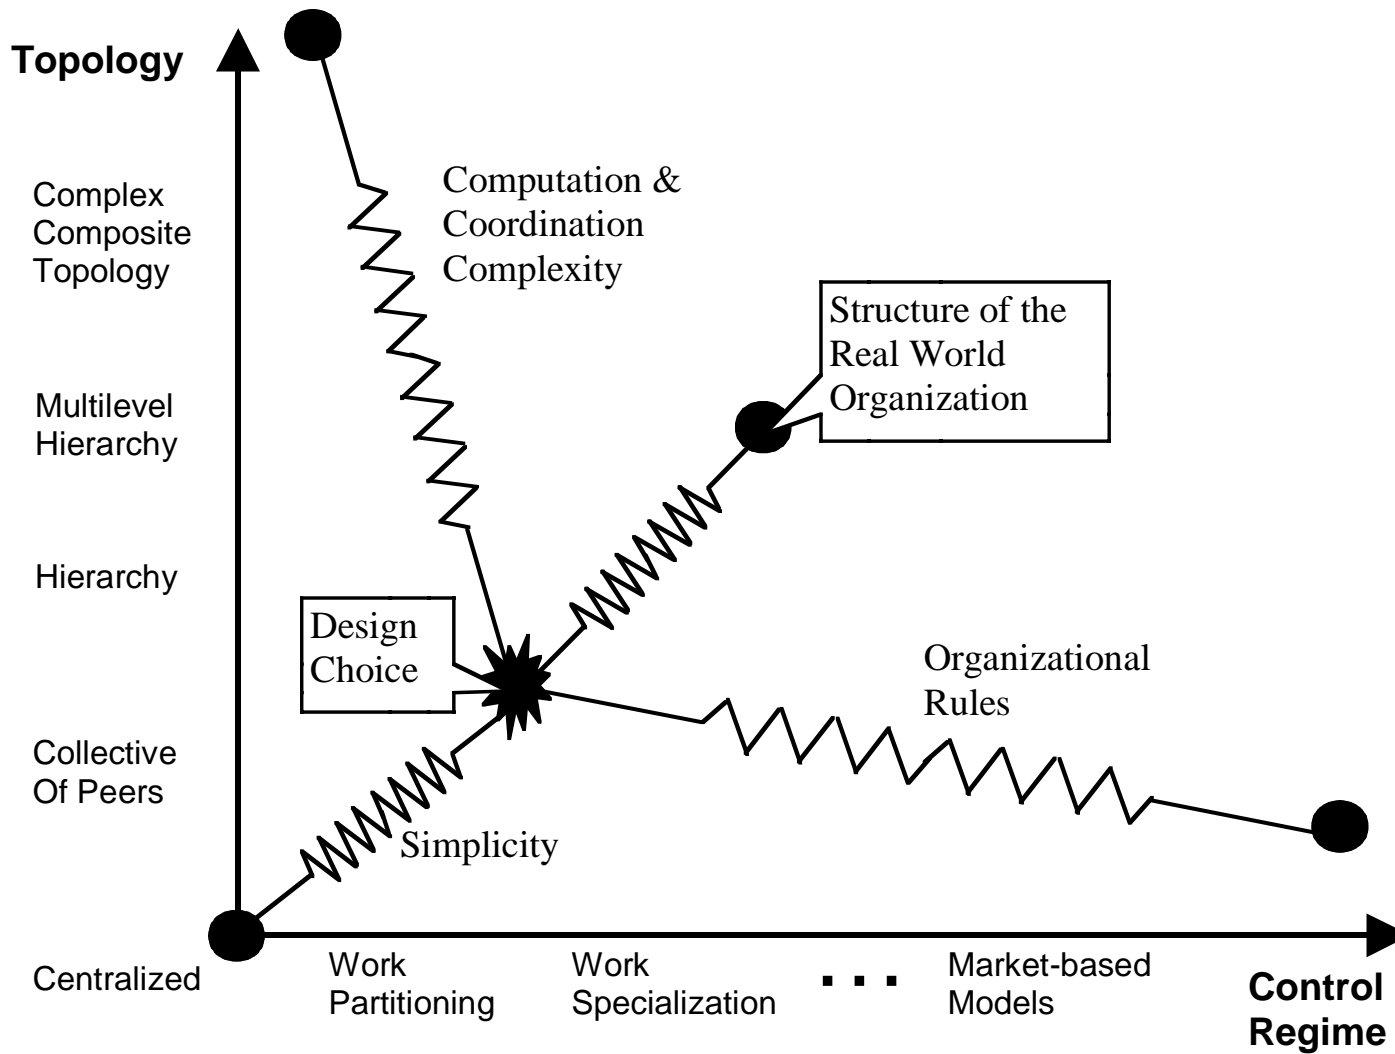 Topology
Complex
Composite
Topology
Computation &
Coordination
Complexity
Structure of the
Real World
Organization
Multilevel
Hierarchy
Hierarchy
Design
Choice
Organizational
Rules
Collective
Of Peers
Simplicity
Centralized
Work
Partitioning
Work
Specialization
...
Market-based
Models
Control
Regime